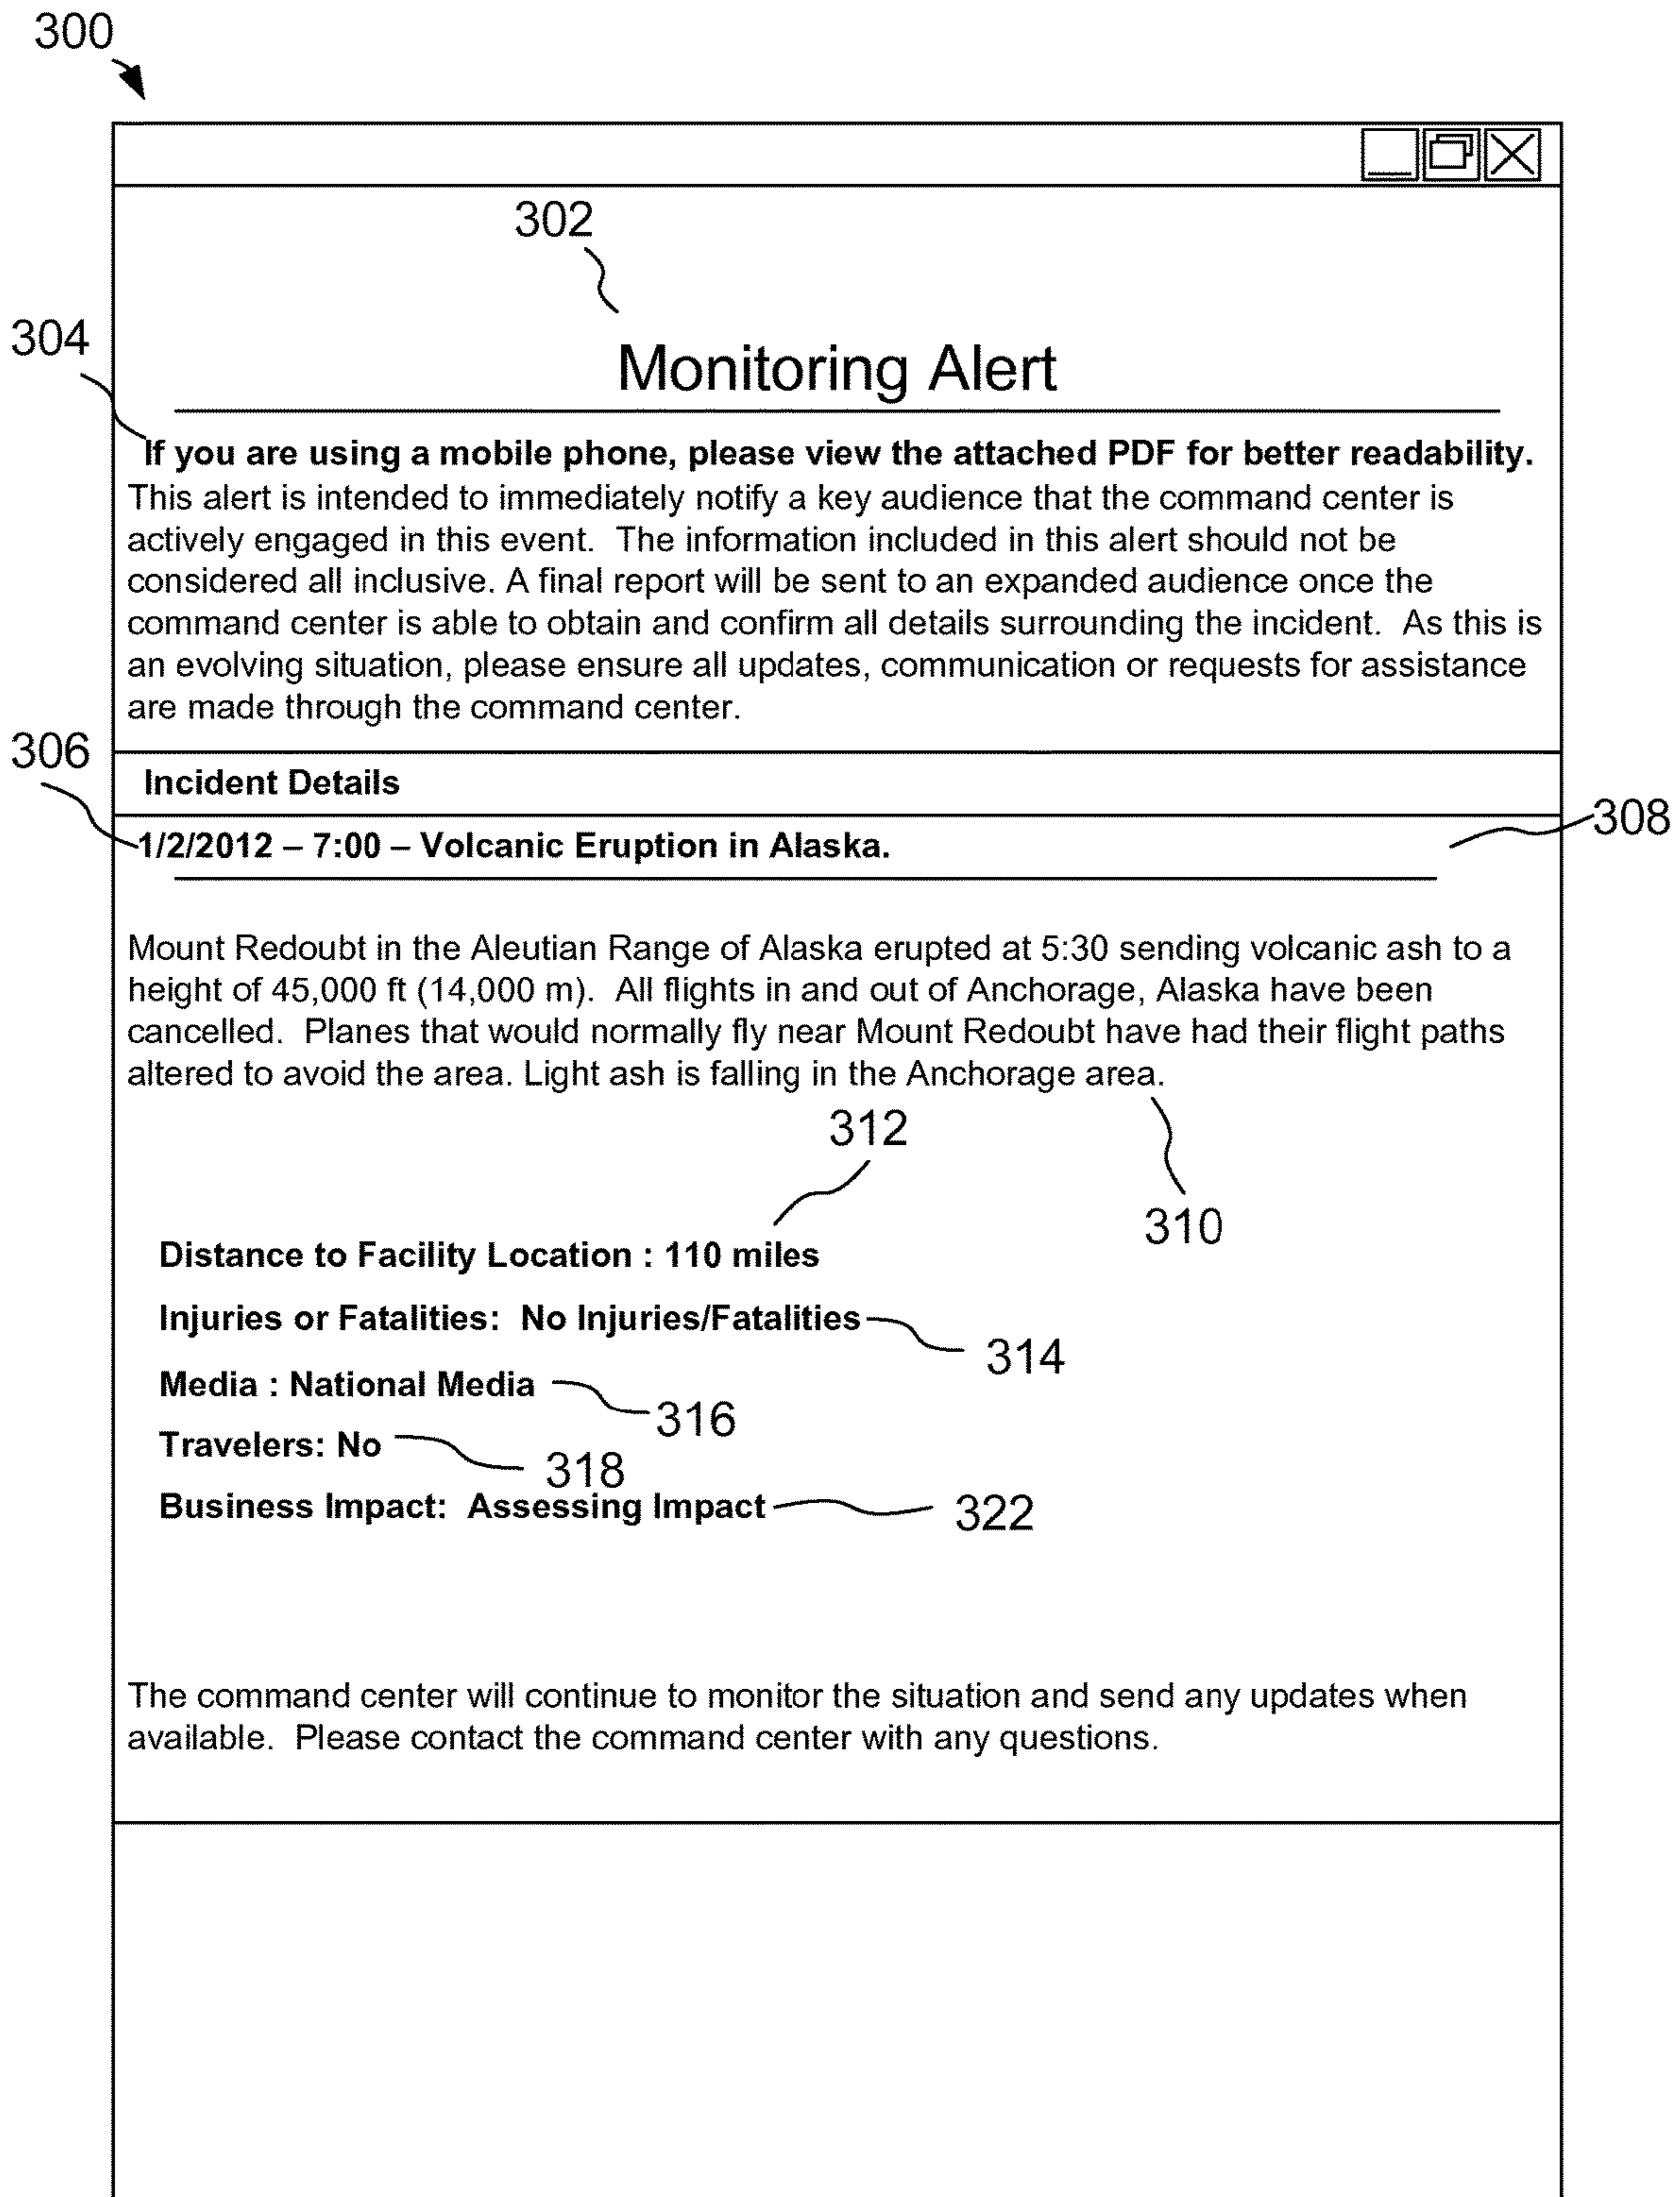 300
302
304
Monitoring Alert
If you are using a mobile phone, please view the attached PDF for better readability.
This alert is intended to immediately notify a key audience that the command center is
actively engaged in this event.  The information included in this alert should not be
considered all inclusive. A final report will be sent to an expanded audience once the
command center is able to obtain and confirm all details surrounding the incident.  As this is
an evolving situation, please ensure all updates, communication or requests for assistance
are made through the command center.
306
Incident Details
308
1/2/2012 – 7:00 – Volcanic Eruption in Alaska.
Mount Redoubt in the Aleutian Range of Alaska erupted at 5:30 sending volcanic ash to a
height of 45,000 ft (14,000 m).  All flights in and out of Anchorage, Alaska have been
cancelled.  Planes that would normally fly near Mount Redoubt have had their flight paths
altered to avoid the area. Light ash is falling in the Anchorage area.
312
310
Distance to Facility Location : 110 miles
Injuries or Fatalities:  No Injuries/Fatalities
314
Media : National Media
316
Travelers: No
318
Business Impact:  Assessing Impact
322
The command center will continue to monitor the situation and send any updates when
available.  Please contact the command center with any questions.